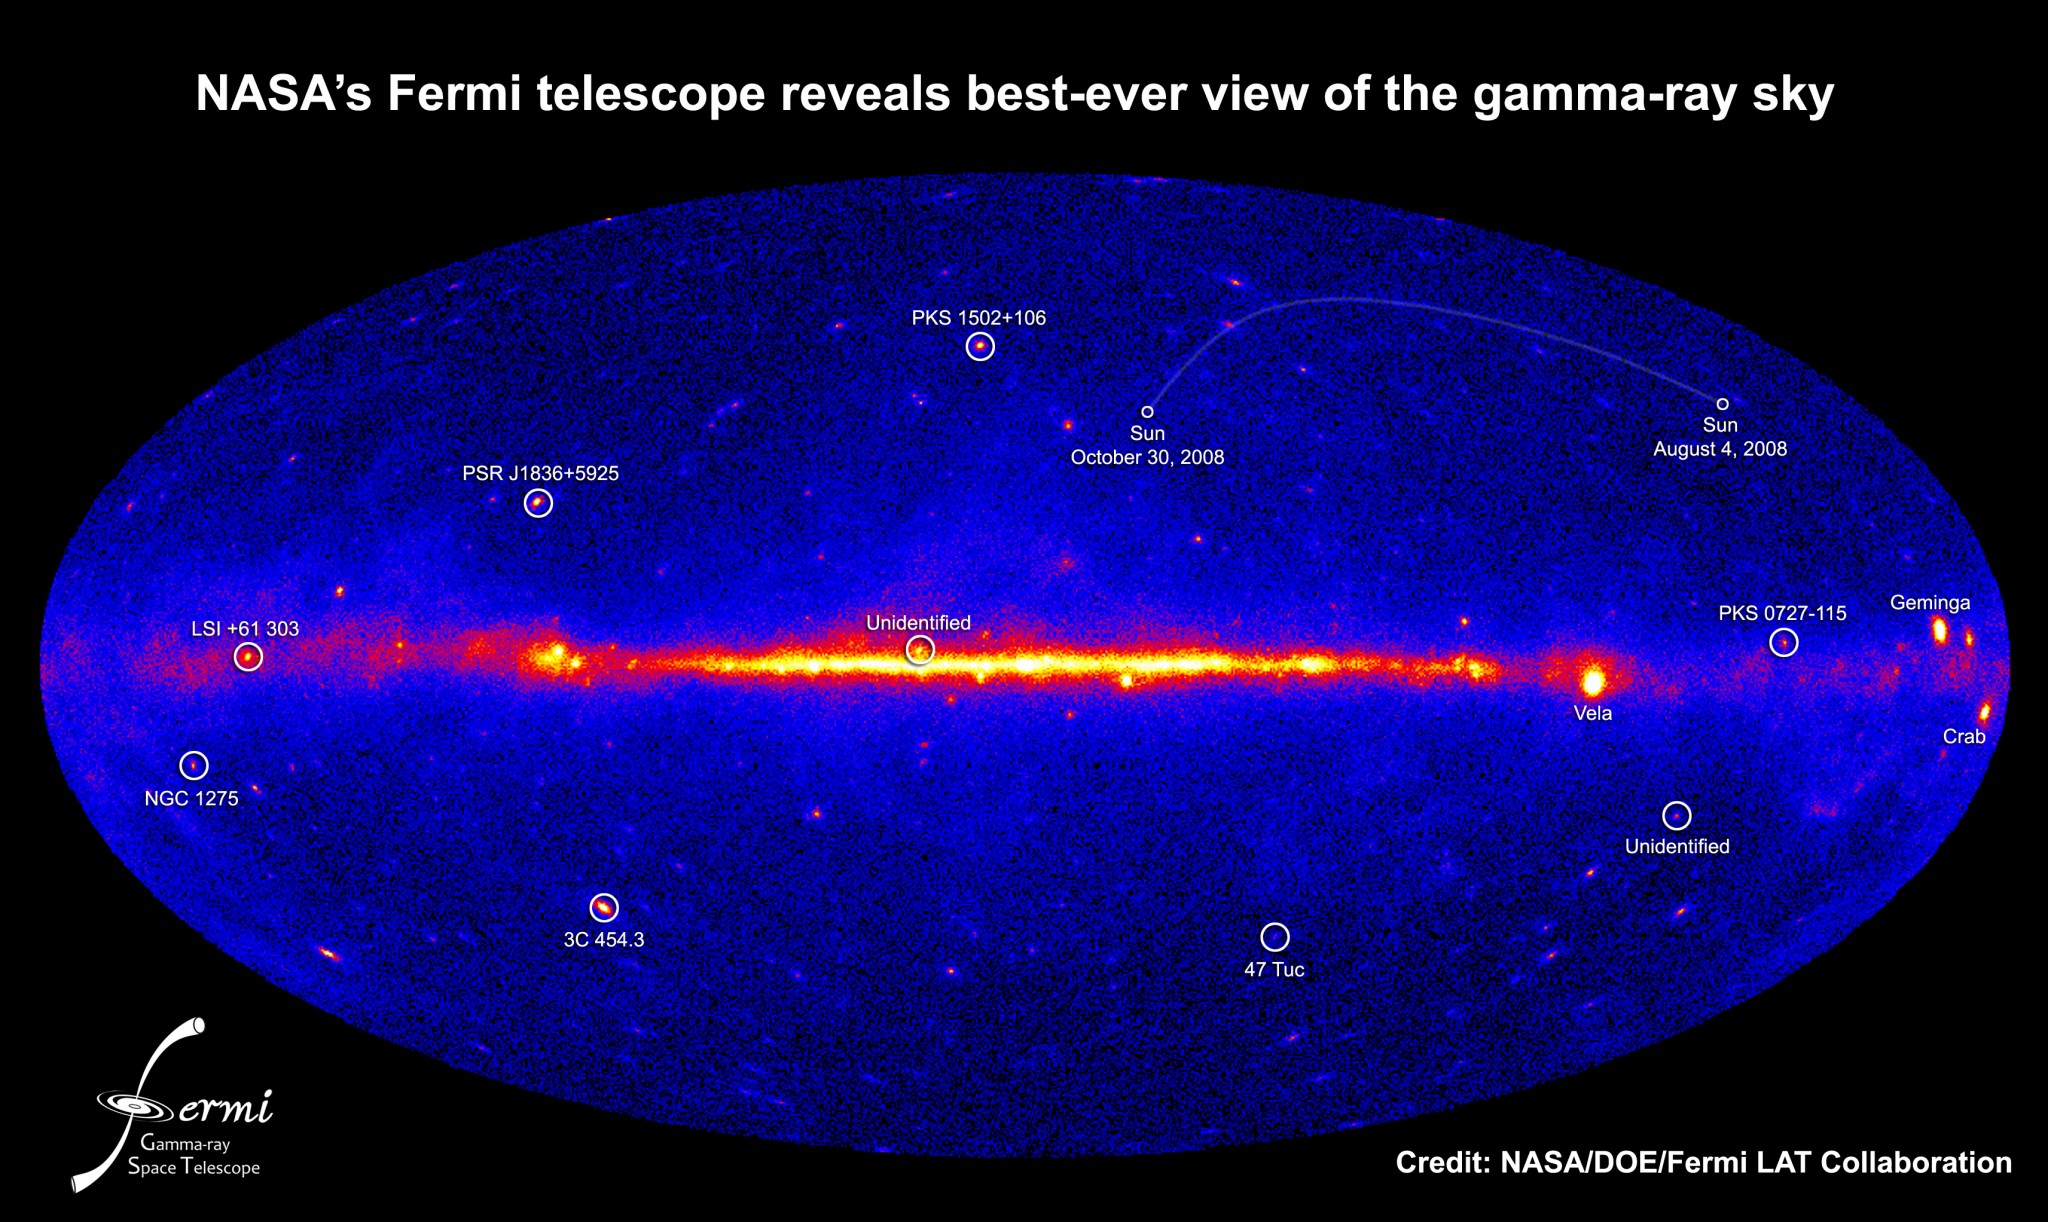 NASA’s Fermi telescope reveals best-ever view of the gamma-ray sky
PKS 1502+106
Sun
October 30, 2008
Sun
August 4, 2008
PSR J1836+5925
Geminga
PKS 0727-115
Unidentified
LSI +61 303
Vela
Crab
NGC 1275
Unidentified
3C 454.3
47 Tuc
Fermi
Gamma-ray
Space Telescope
Credit: NASA/DOE/Fermi LAT Collaboration